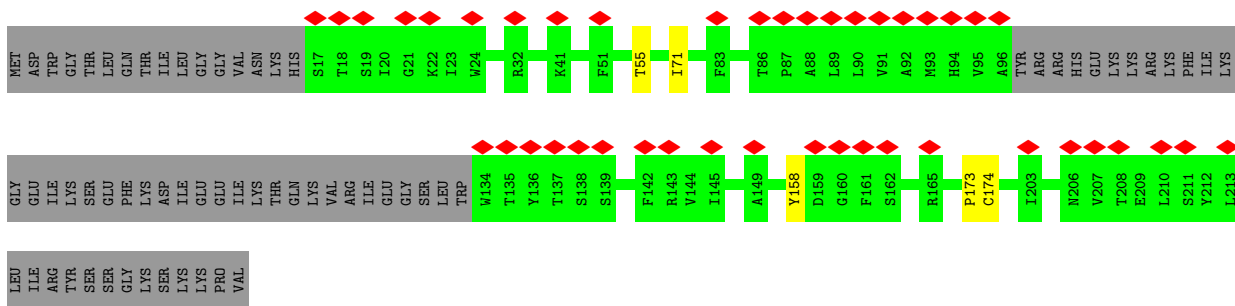 MET ASP TRP GLY THR LEU GLN THR ILE LEU GLY GLY VAL ASN LYS HIS S17 T18 S19 I20 G21 K22 I23 W24 R32 K41 F51 T55 I71 F83 T86 P87 A88 L89 L90 V91 A92 M93 H94 V95 A96 TYR ARG ARG HIS GLU LYS LYS ARG LYS PHE ILE LYS
GLY GLU ILE LYS SER GLU PHE LYS ASP ILE GLU GLU ILE LYS THR GLN LYS VAL ARG ILE GLU GLY SER LEU TRP W134 T135 Y136 T137 S138 S139 F142 R143 V144 I145 A149 Y158 D159 G160 F161 S162 R165 P173 C174 I203 N206 V207 T208 E209 L210 S211 Y212 L213
LEU ILE ARG TYR SER SER GLY LYS SER LYS LYS PRO VAL